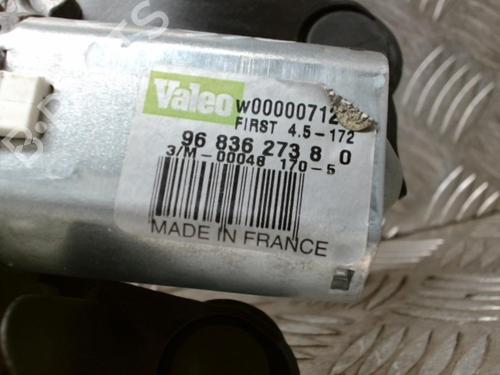 Valeo
W00000712
FIRST 4.5-172
96 836 273 8 0
3/M-00048 170-5
MADE IN FRANCE